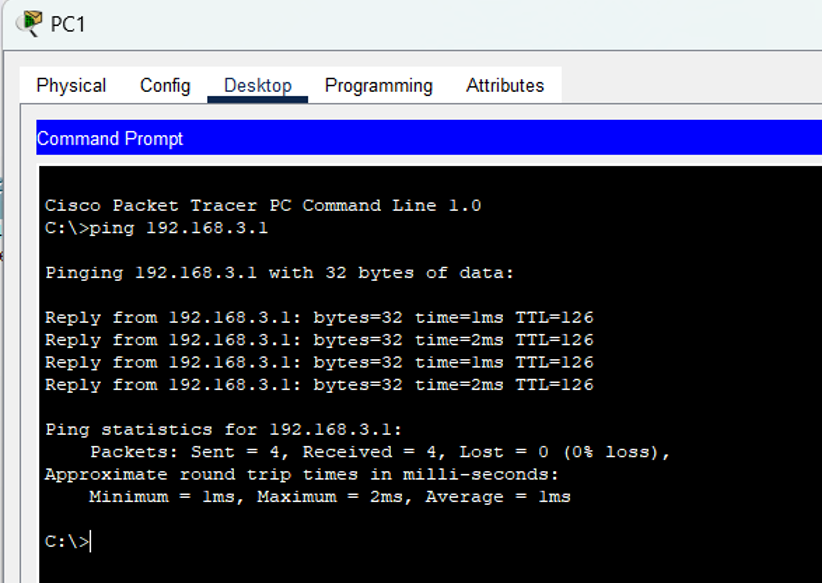 PC1
Physical Config Desktop Programming Attributes
Command Prompt
Cisco Packet Tracer PC Command Line 1.0
C:\>ping 192.168.3.1
Pinging 192.168.3.1 with 32 bytes of data:
Reply from 192.168.3.1: bytes=32 time=1ms TTL=126
Reply from 192.168.3.1: bytes=32 time=2ms TTL=126
Reply from 192.168.3.1: bytes=32 time=1ms TTL=126
Reply from 192.168.3.1: bytes=32 time=2ms TTL=126
Ping statistics for 192.168.3.1:
Packets: Sent = 4, Received = 4, Lost = 0 (0% loss),
Approximate round trip times in milli-seconds:
Minimum = 1ms, Maximum = 2ms, Average = 1ms
C:\>